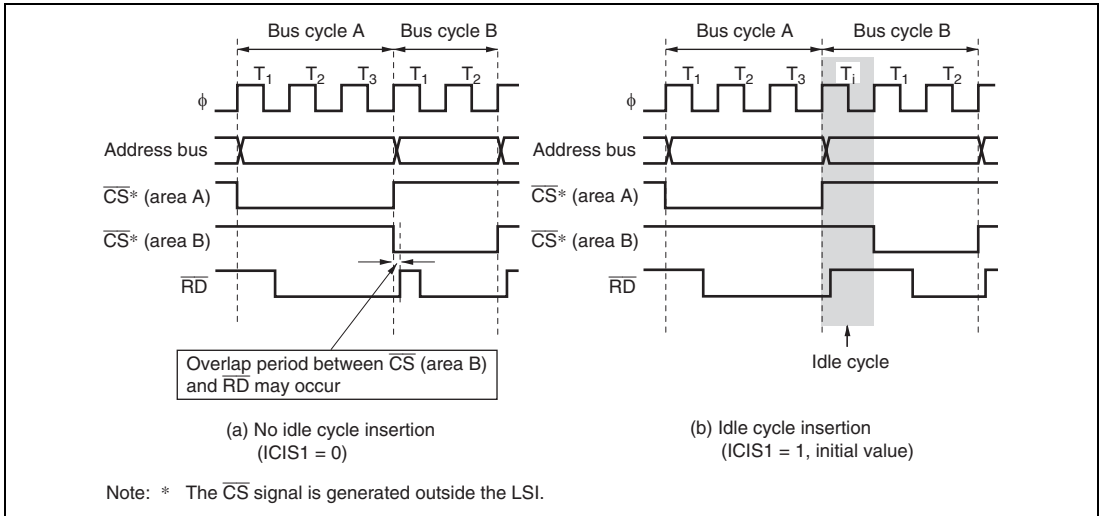 Bus cycle A Bus cycle B
T1 T2 T3 T1 T2
ϕ
Address bus
CS* (area A)
CS* (area B)
RD
Overlap period between CS (area B)
and RD may occur
(a) No idle cycle insertion
(ICIS1 = 0)
Bus cycle A Bus cycle B
T1 T2 T3 Ti T1 T2
ϕ
Address bus
CS* (area A)
CS* (area B)
RD
Idle cycle
(b) Idle cycle insertion
(ICIS1 = 1, initial value)
Note: * The CS signal is generated outside the LSI.